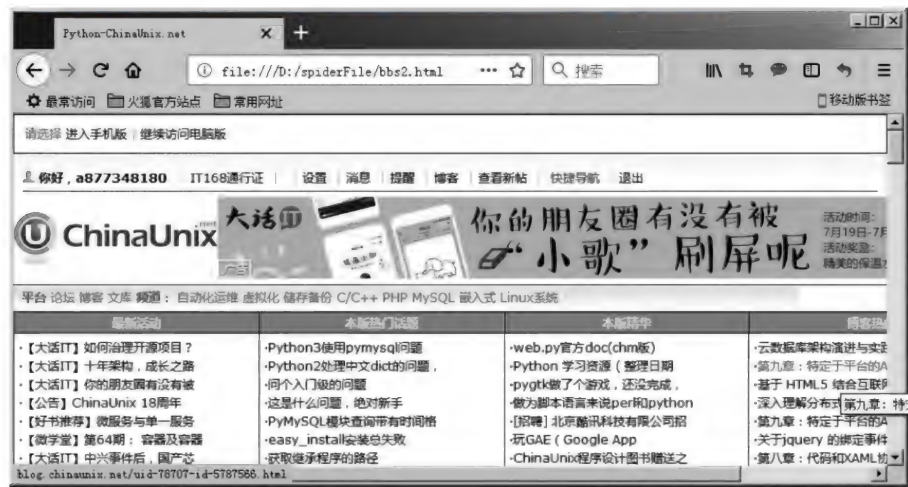 Python-ChinaUnix.net
file:///D:/spiderFile/bbs2.html
搜索
最常访问 火狐官方站点 常用网址 移动版书签
请选择 进入手机版 | 继续访问电脑版
你好，a877348180 IT168通行证 | 设置 | 消息 | 提醒 | 博客 | 查看新帖 | 快捷导航 | 退出
ChinaUnix.net
大话IT
广告
你的朋友圈有没有被
“小歌”刷屏呢
活动时间：
7月19日-7月
活动奖励：
精美的保温
平台 论坛 博客 文库 频道： 自动化运维 虚拟化 储存备份 C/C++ PHP MySQL 嵌入式 Linux系统
最新活动 本版热门话题 本版精华 博客热
·【大话IT】如何治理开源项目？ ·Python3使用pymysql问题 ·web.py官方doc(chm版) ·云数据库架构演进与实践
·【大话IT】十年架构，成长之路 ·Python2处理中文dict的问题， ·Python 学习资源（整理日期 ·第九章：特定于平台的A
·【大话IT】你的朋友圈有没有被 ·问个入门级的问题 ·pygtk做了个游戏，还没完成， ·基于 HTML5 结合互联网
·【公告】ChinaUnix 18周年 ·这是什么问题，绝对新手 ·做为脚本语言来说perl和python ·深入理解分布式
第九章：特
·【好书推荐】微服务与单一服务 ·PyMySQL模块查询带有时间格 ·[招聘] 北京酷讯科技有限公司招 ·第九章：特定于平台的A
·【微学堂】第64期： 容器及容器 ·easy_install安装总失败 ·玩GAE ( Google App ·关于jquery 的绑定事件
·【大话IT】中兴事件后，国产芯 ·获取继承程序的路径 ·ChinaUnix程序设计图书赠送之 ·第八章：代码和XAML协
blog.chinaunix.net/uid-78707-id-5787566.html